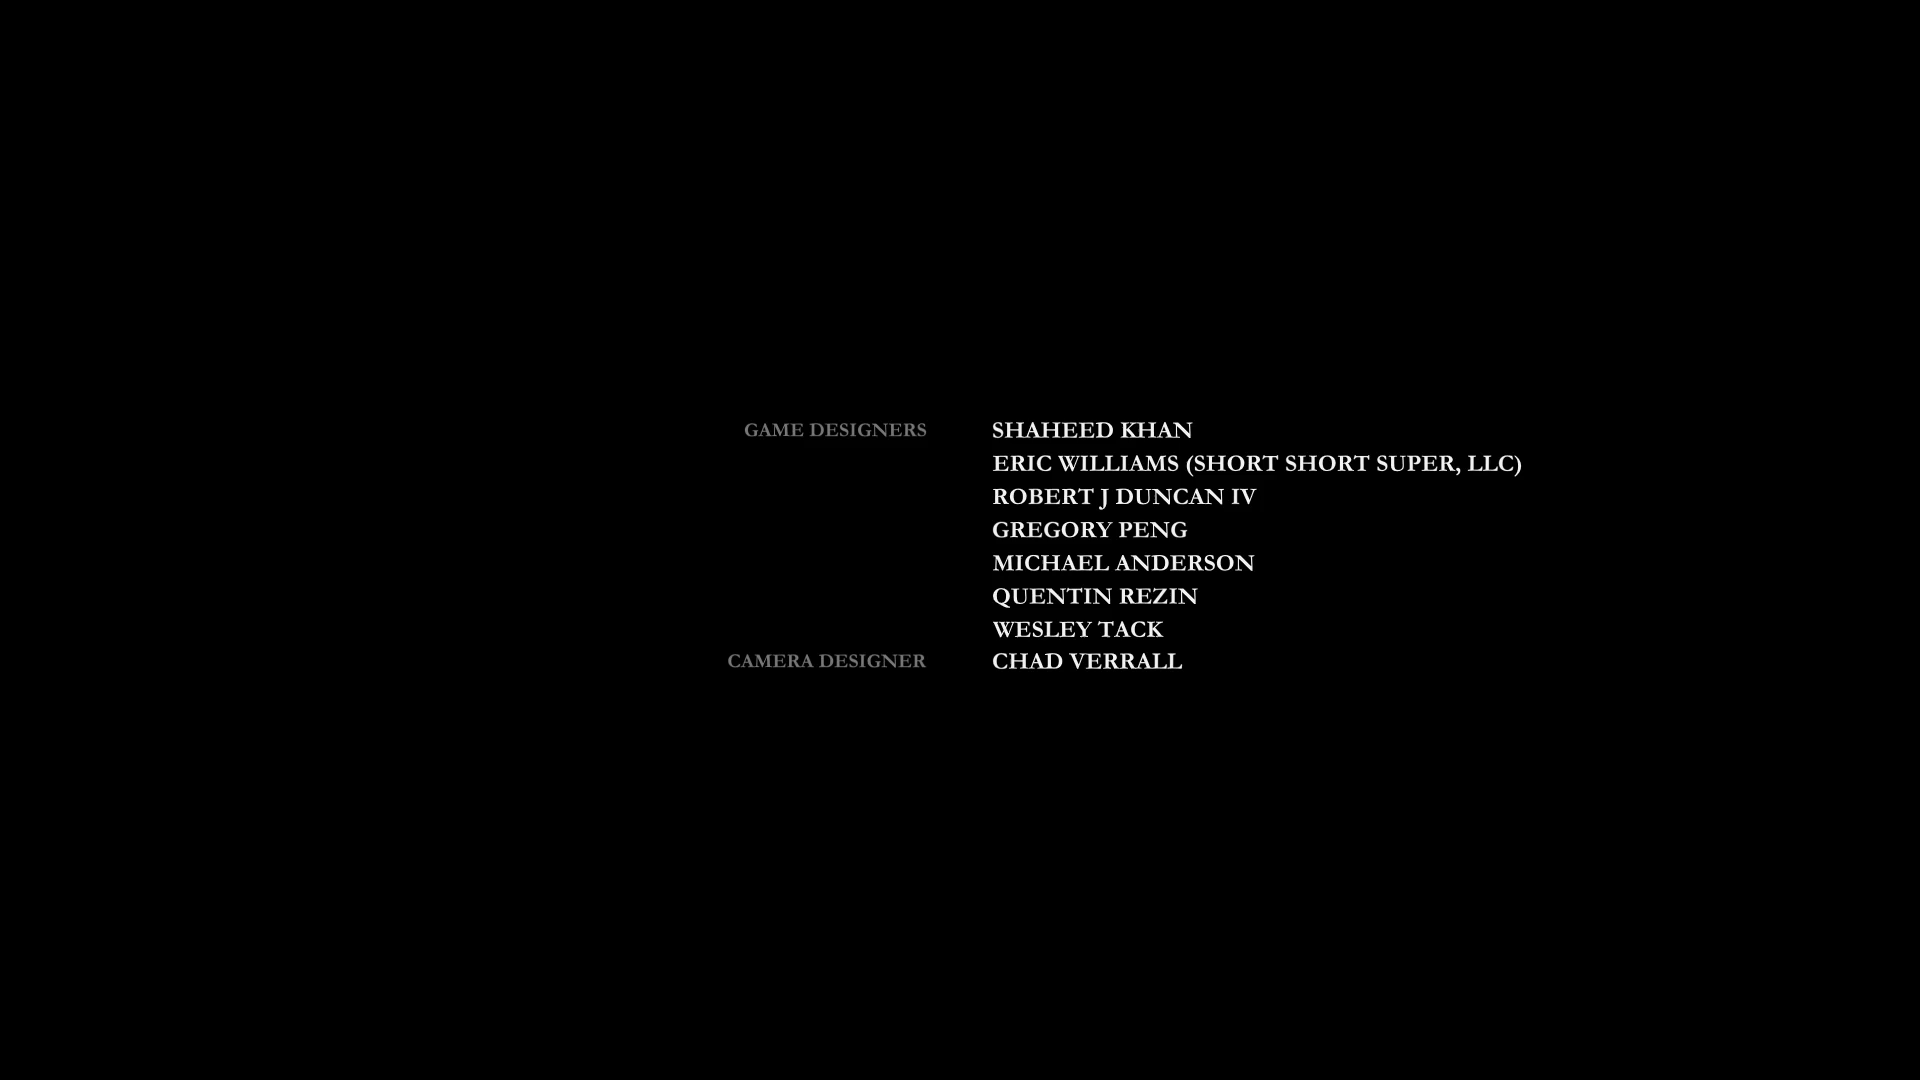 GAME DESIGNERS SHAHEED KHAN
ERIC WILLIAMS (SHORT SHORT SUPER, LLC)
ROBERT J DUNCAN IV
GREGORY PENG
MICHAEL ANDERSON
QUENTIN REZIN
WESLEY TACK
CAMERA DESIGNER CHAD VERRALL